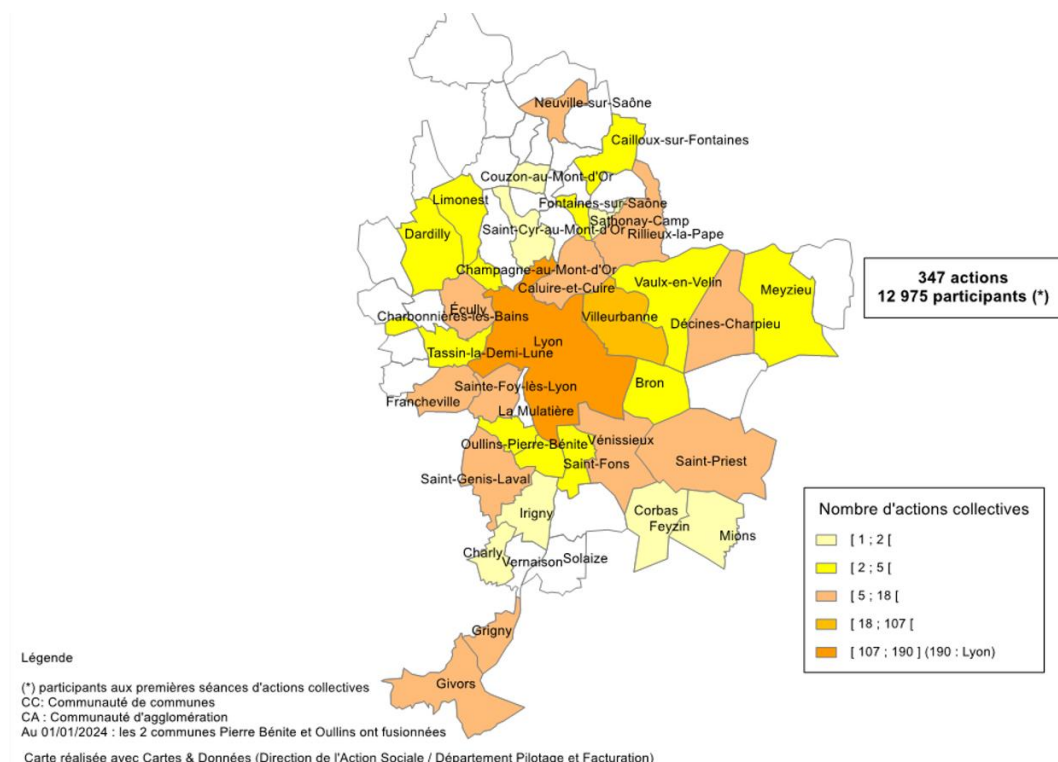 Neuville-sur-Saône
Cailloux-sur-Fontaines
Couzon-au-Mont-d'Or
Limonest
Fontaines-sur-Saône
Sathonay-Camp
Saint-Cyr-au-Mont-d'Or
Rillieux-la-Pape
Dardilly
Champagne-au-Mont-d'Or
Vaulx-en-Velin
Meyzieu
Caluire-et-Cuire
347 actions
12 975 participants (*)
Écully
Charbonnières-les-Bains
Villeurbanne
Décines-Charpieu
Lyon
Tassin-la-Demi-Lune
Sainte-Foy-lès-Lyon
Bron
Francheville
La Mulatière
Oullins-Pierre-Bénite
Vénissieux
Saint-Fons
Saint-Priest
Saint-Genis-Laval
Irigny
Corbas
Feyzin
Mions
Charly
Vernaison
Solaize
Grigny
Givors
Nombre d'actions collectives
[ 1 ; 2 [
[ 2 ; 5 [
[ 5 ; 18 [
[ 18 ; 107 [
[ 107 ; 190 ] (190 : Lyon)
Légende
(*) participants aux premières séances d'actions collectives
CC: Communauté de communes
CA : Communauté d'agglomération
Au 01/01/2024 : les 2 communes Pierre Bénite et Oullins ont fusionnées
Carte réalisée avec Cartes & Données (Direction de l'Action Sociale / Département Pilotage et Facturation)